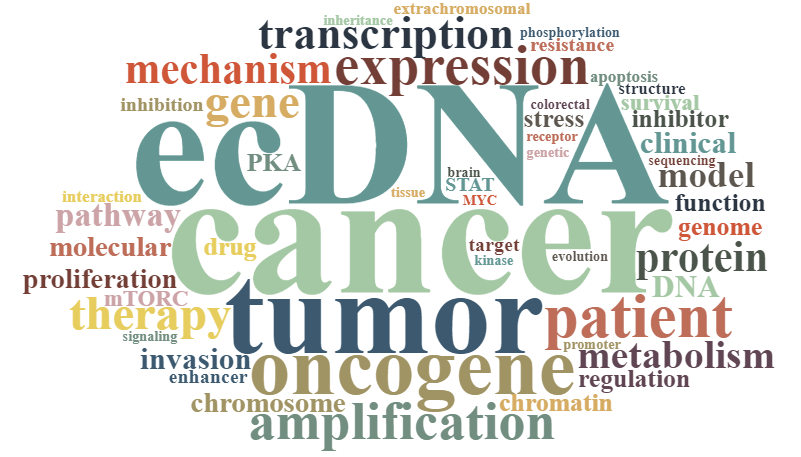 extrachromosomal
inheritance
transcription
phosphorylation
resistance
mechanism
expression
apoptosis
structure
inhibition
gene
ecDNA
colorectal
survival
stress
inhibitor
receptor
clinical
genetic
sequencing
PKA
brain
STAT
model
tissue
MYC
interaction
function
pathway
cancer
genome
molecular
drug
target
protein
kinase
evolution
proliferation
DNA
mTORC
therapy
tumor
patient
signaling
promoter
invasion
oncogene
metabolism
enhancer
regulation
chromosome
chromatin
amplification